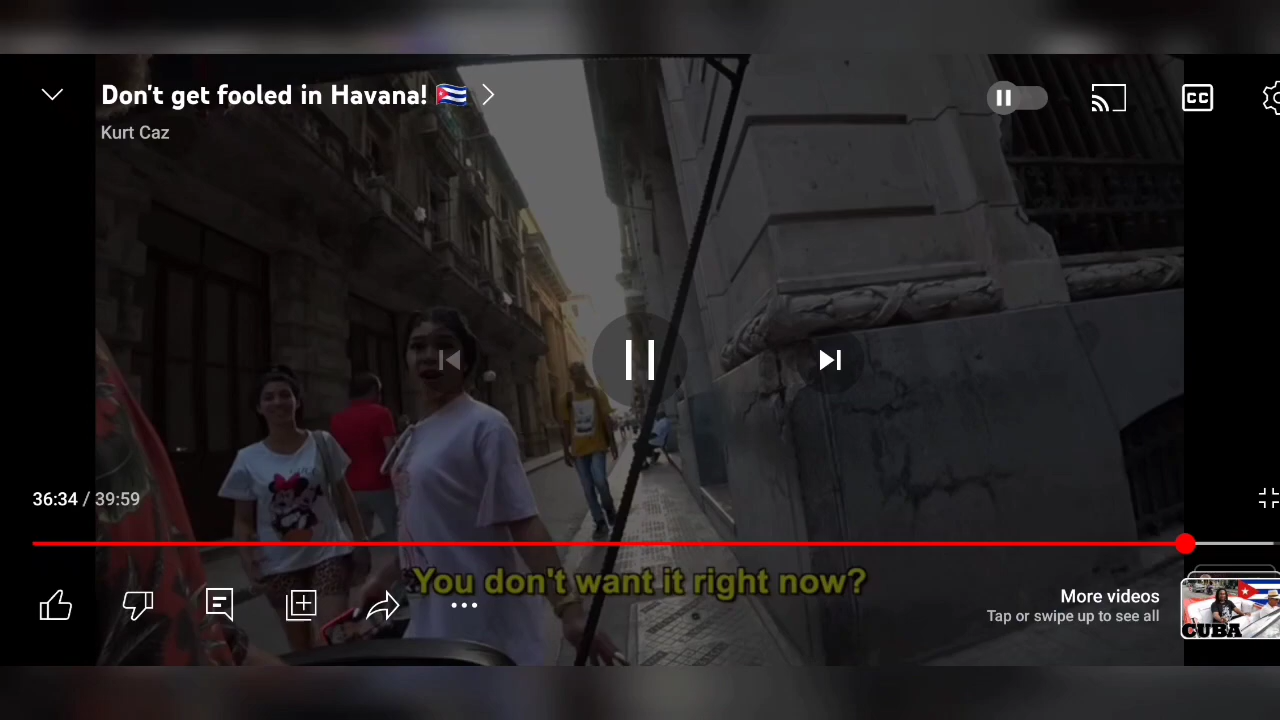 Don't get fooled in Havana! 🇨🇺
Kurt Caz
CC
36:34 / 39:59
You don't want it right now?
More videos
Tap or swipe up to see all
CUBA